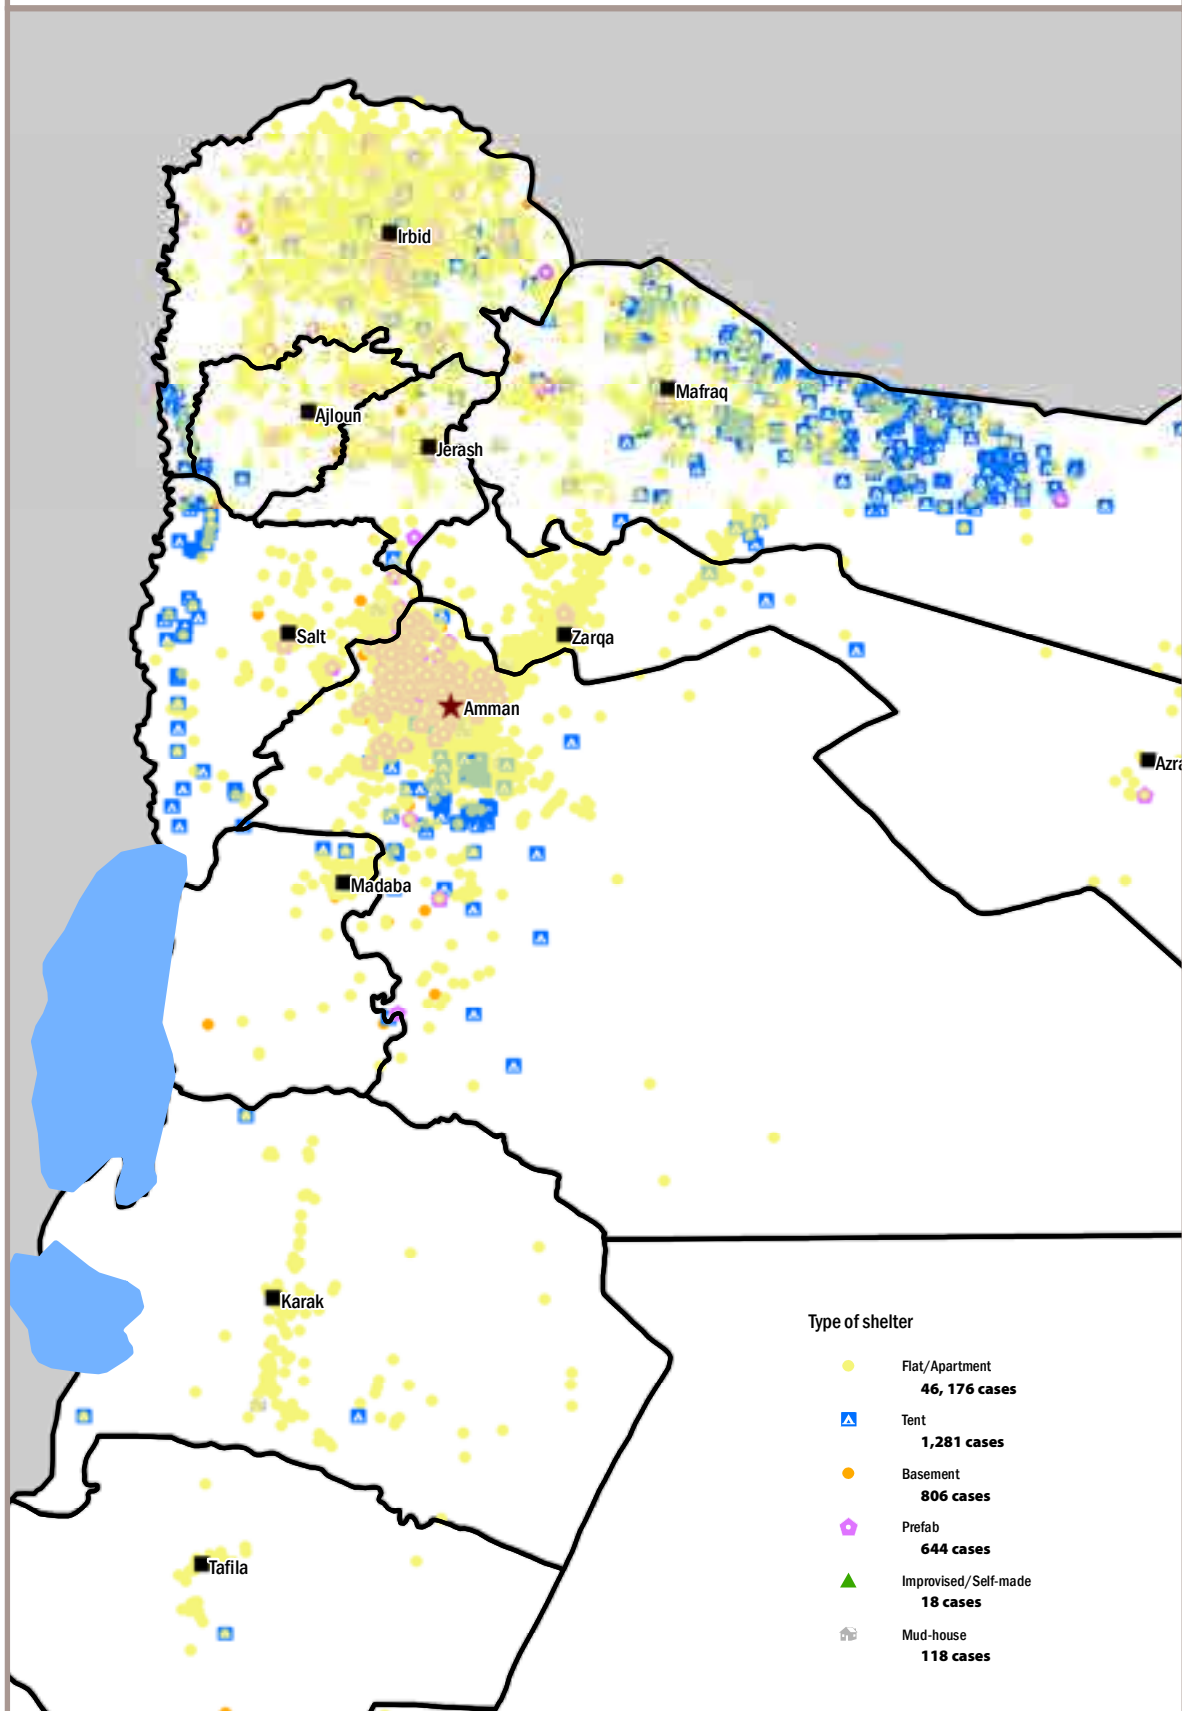 Irbid
Mafraq
Ajloun
Jerash
Salt
Zarqa
Amman
Azra
Madaba
Karak
Type of shelter
Flat/Apartment
46, 176 cases
Tent
1,281 cases
Basement
806 cases
Prefab
644 cases
Improvised/Self-made
18 cases
Mud-house
118 cases
Tafila